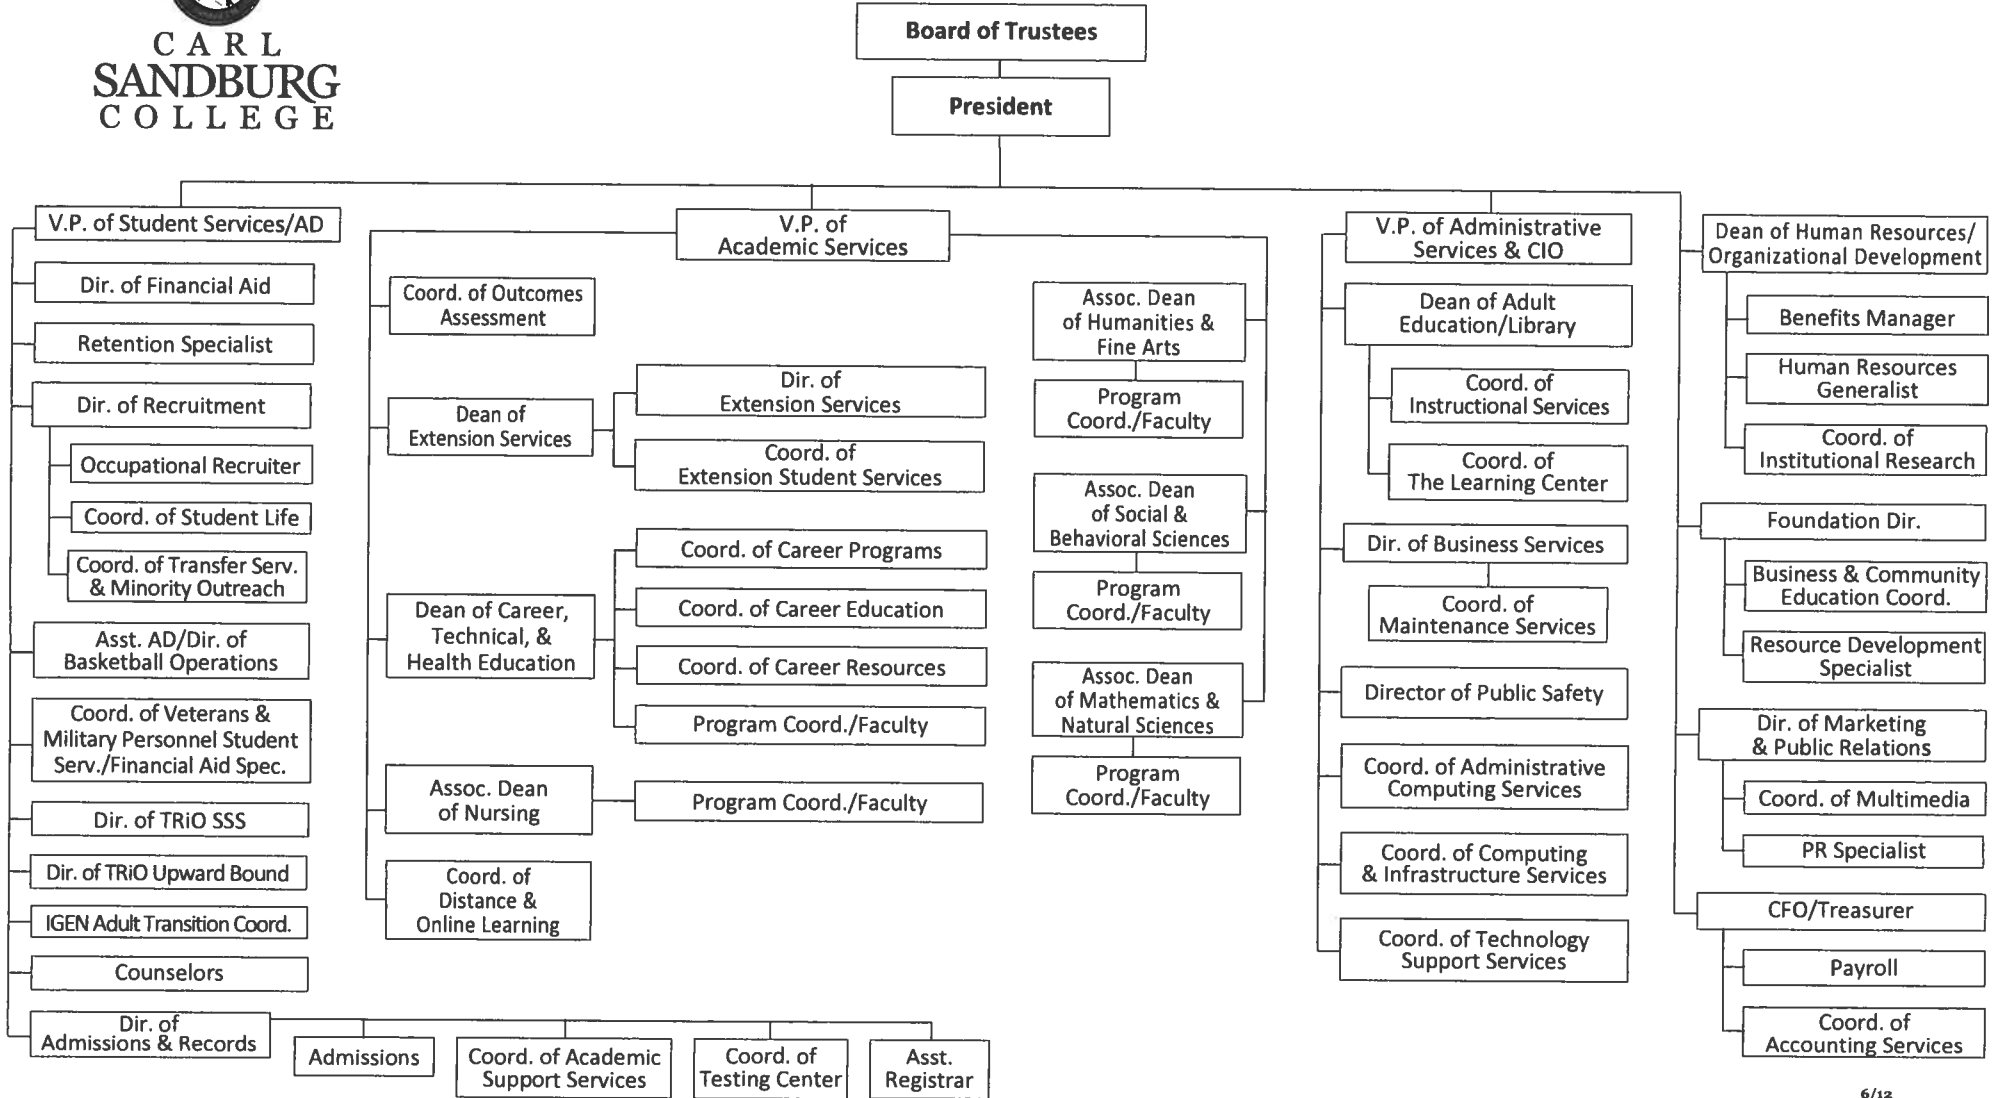 CARL
SANDBURG
COLLEGE
Board of Trustees
President
V.P. of Student Services/AD
Dir. of Financial Aid
Retention Specialist
Dir. of Recruitment
Occupational Recruiter
Coord. of Student Life
Coord. of Transfer Serv.
& Minority Outreach
Asst. AD/Dir. of
Basketball Operations
Coord. of Veterans &
Military Personnel Student
Serv./Financial Aid Spec.
Dir. of TRiO SSS
Dir. of TRiO Upward Bound
IGEN Adult Transition Coord.
Counselors
Dir. of
Admissions & Records
Admissions
Coord. of Academic
Support Services
Coord. of
Testing Center
Asst.
Registrar
V.P. of
Academic Services
Coord. of Outcomes
Assessment
Dean of
Extension Services
Dir. of
Extension Services
Coord. of
Extension Student Services
Dean of Career,
Technical, &
Health Education
Coord. of Career Programs
Coord. of Career Education
Coord. of Career Resources
Program Coord./Faculty
Assoc. Dean
of Nursing
Program Coord./Faculty
Coord. of
Distance &
Online Learning
Assoc. Dean
of Humanities &
Fine Arts
Program
Coord./Faculty
Assoc. Dean
of Social &
Behavioral Sciences
Program
Coord./Faculty
Assoc. Dean
of Mathematics &
Natural Sciences
Program
Coord./Faculty
V.P. of Administrative
Services & CIO
Dean of Adult
Education/Library
Coord. of
Instructional Services
Coord. of
The Learning Center
Dir. of Business Services
Coord. of
Maintenance Services
Director of Public Safety
Coord. of Administrative
Computing Services
Coord. of Computing
& Infrastructure Services
Coord. of Technology
Support Services
Dean of Human Resources/
Organizational Development
Benefits Manager
Human Resources
Generalist
Coord. of
Institutional Research
Foundation Dir.
Business & Community
Education Coord.
Resource Development
Specialist
Dir. of Marketing
& Public Relations
Coord. of Multimedia
PR Specialist
CFO/Treasurer
Payroll
Coord. of
Accounting Services
6/12